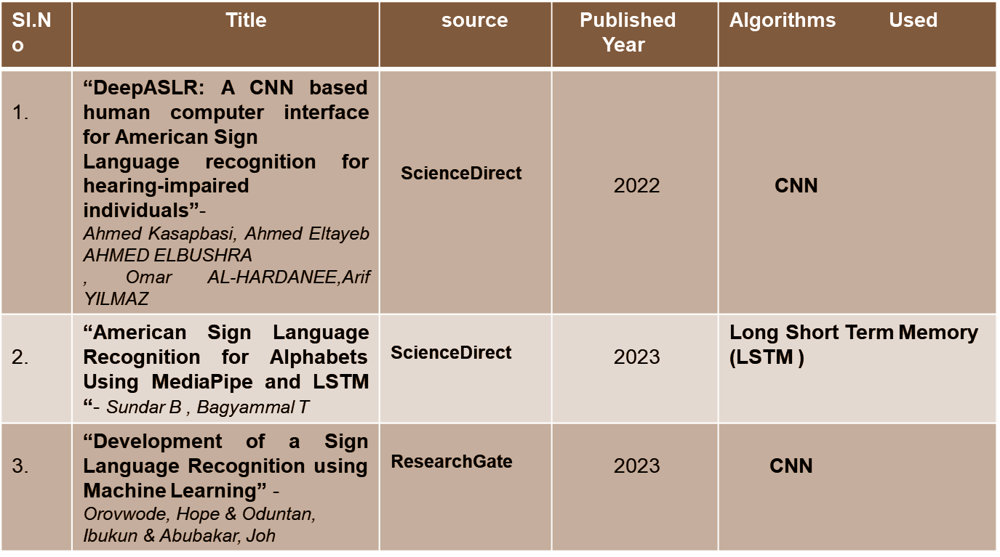 Sl.N
o
Title
source
Published
Year
Algorithms Used
1.
“DeepASLR: A CNN based
human computer interface
for American Sign
Language recognition for
hearing-impaired
individuals”-
Ahmed Kasapbasi, Ahmed Eltayeb
AHMED ELBUSHRA
, Omar AL-HARDANEE,Arif
YILMAZ
ScienceDirect
2022
CNN
2.
“American Sign Language
Recognition for Alphabets
Using MediaPipe and LSTM
“- Sundar B , Bagyammal T
ScienceDirect
2023
Long Short Term Memory
(LSTM )
3.
“Development of a Sign
Language Recognition using
Machine Learning” -
Orovwode, Hope & Oduntan,
Ibukun & Abubakar, Joh
ResearchGate
2023
CNN